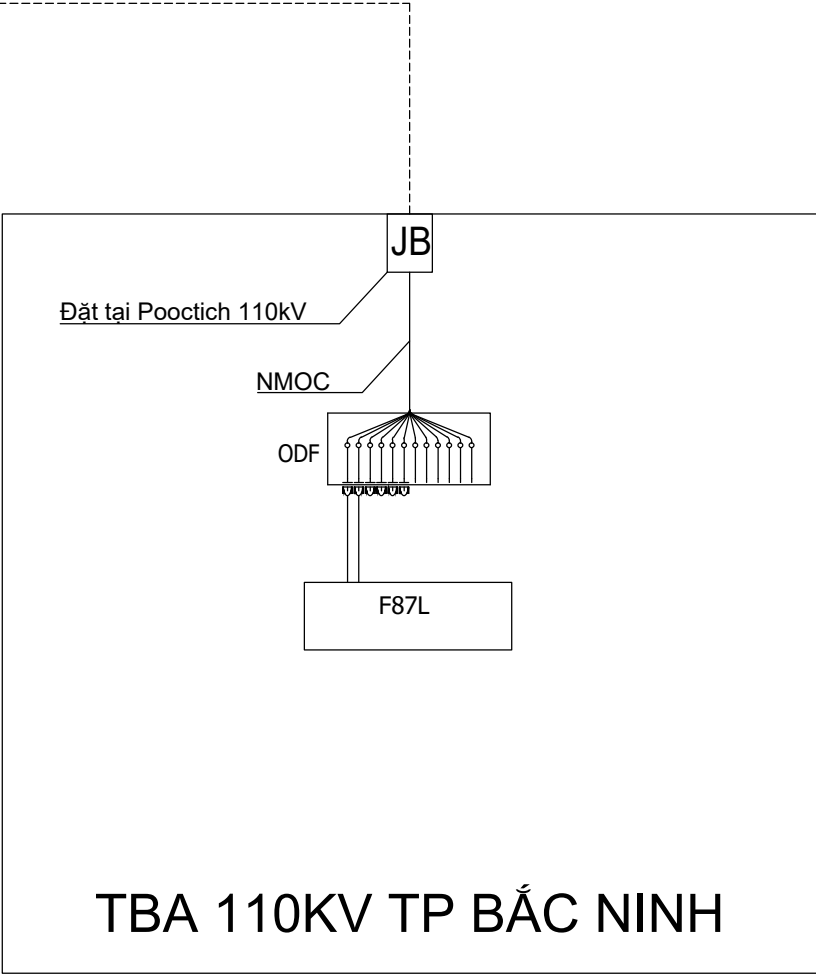 JB
Đặt tại Pooctich 110kV
NMOC
ODF
F87L
TBA 110KV TP BẮC NINH